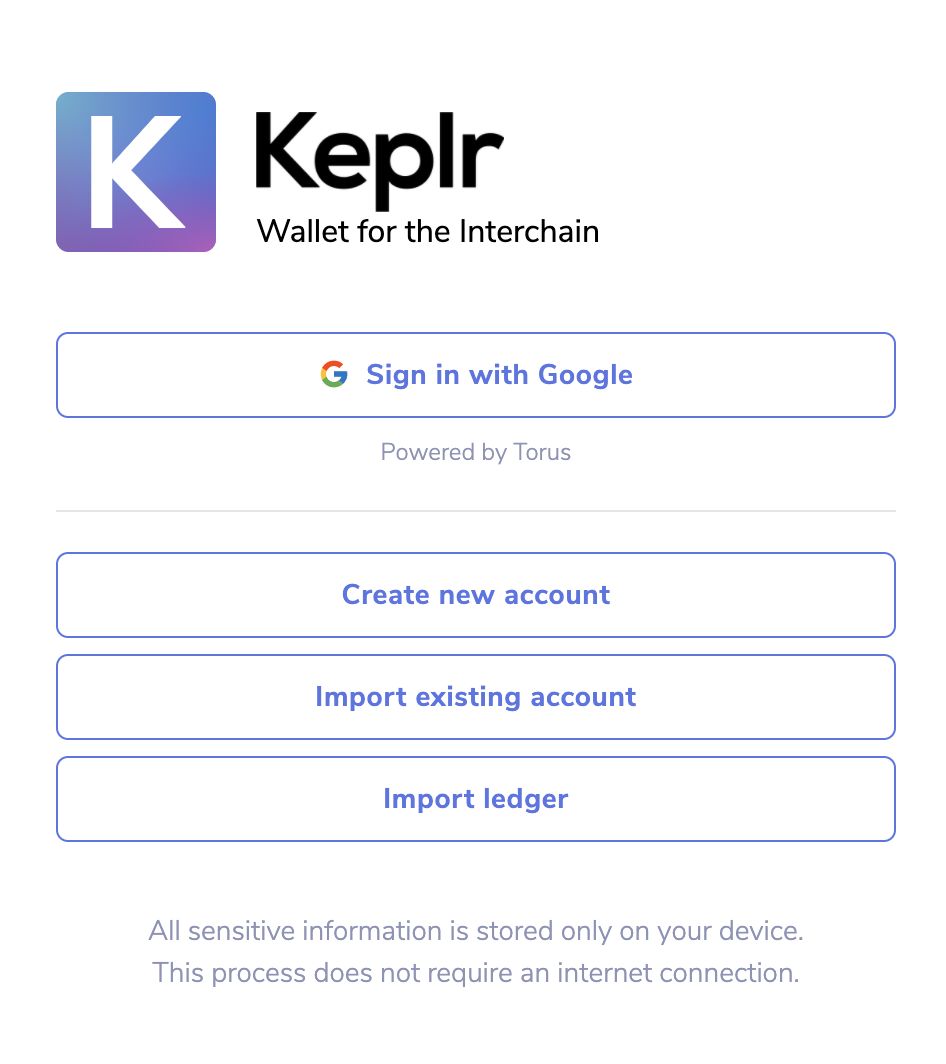 K
Keplr
Wallet for the Interchain
Sign in with Google
Powered by Torus
Create new account
Import existing account
Import ledger
All sensitive information is stored only on your device.
This process does not require an internet connection.